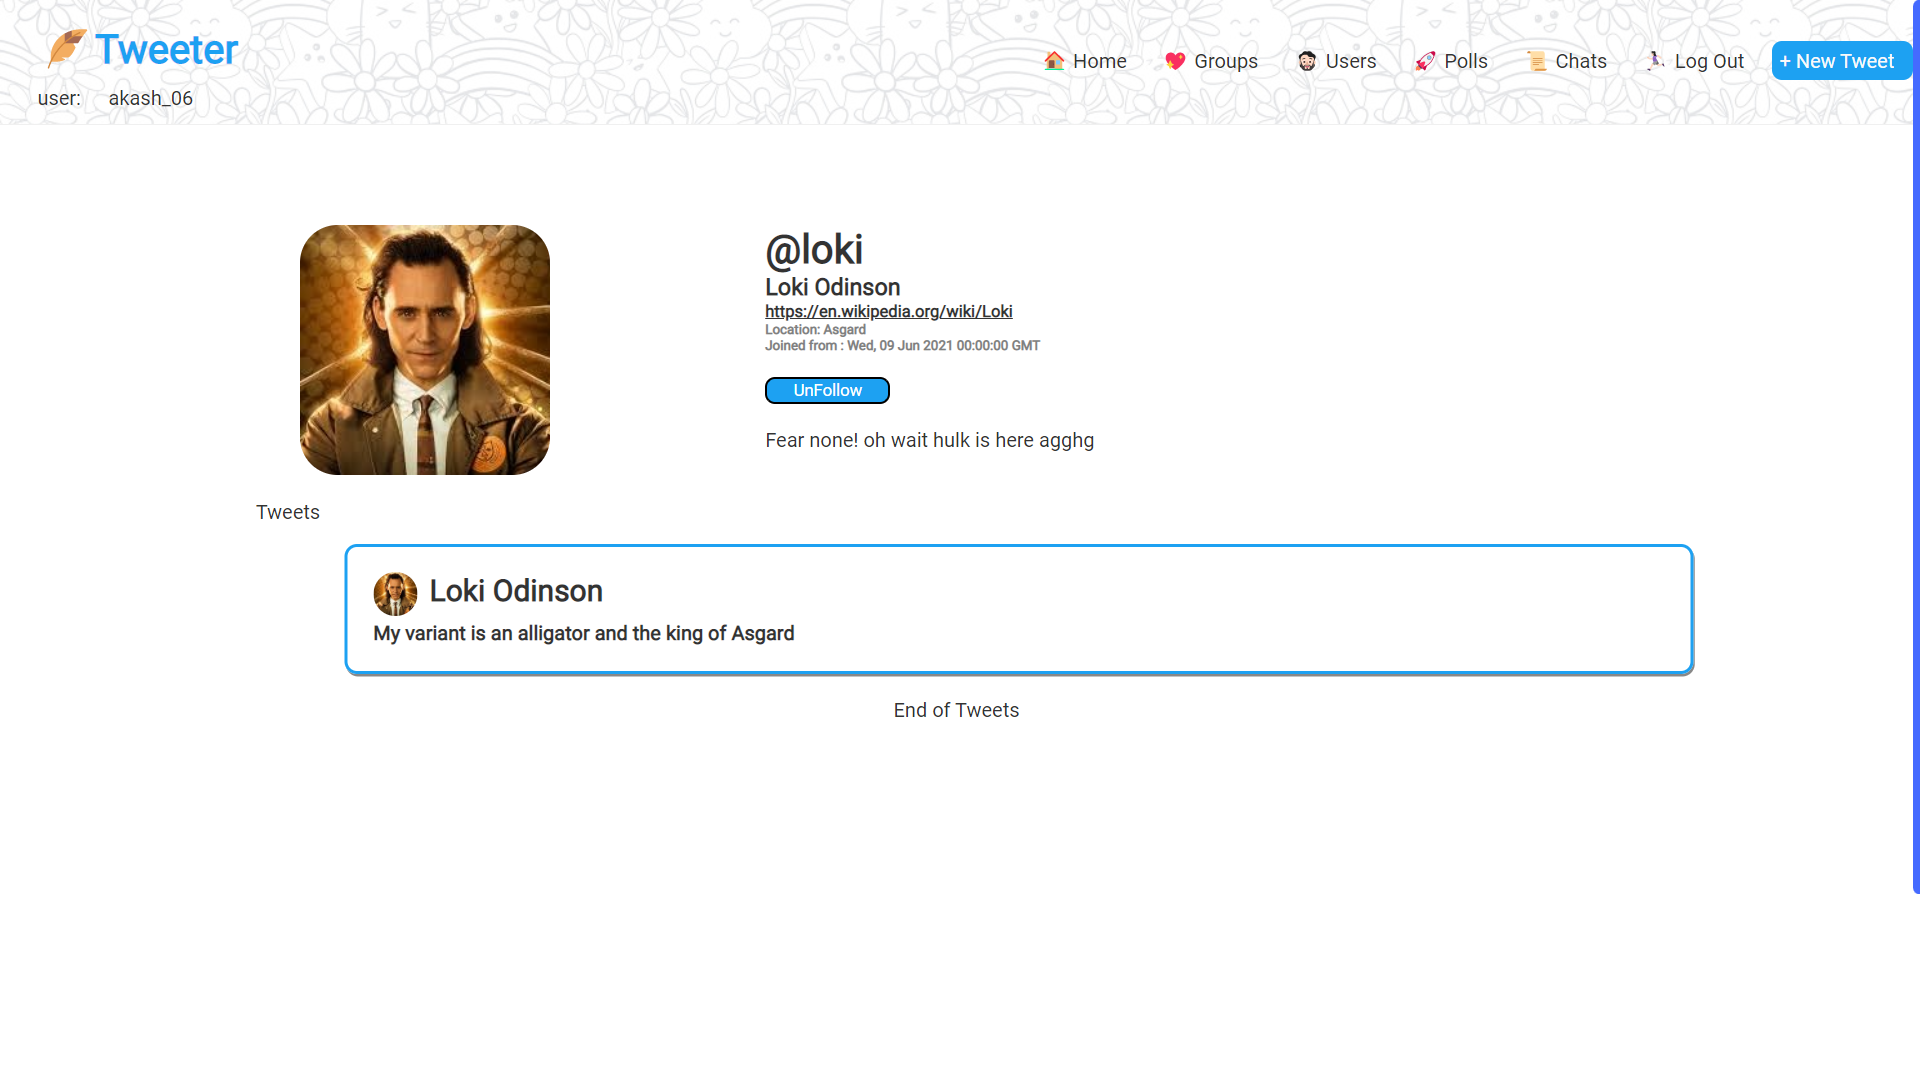 Tweeter
user: akash_06
Home Groups Users Polls Chats Log Out + New Tweet
@loki
Loki Odinson
https://en.wikipedia.org/wiki/Loki
Location: Asgard
Joined from : Wed, 09 Jun 2021 00:00:00 GMT
UnFollow
Fear none! oh wait hulk is here agghg
Tweets
Loki Odinson
My variant is an alligator and the king of Asgard
End of Tweets